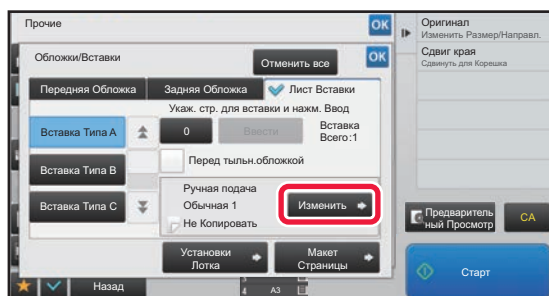 Прочие
OK
Обложки/Вставки
Отменить все
OK
Передняя Обложка
Задняя Обложка
Лист Вставки
Укаж. стр. для вставки и нажм. Ввод
Вставка Типа A
0
Ввести
Вставка
Всего:1
Перед тыльн.обложкой
Вставка Типа B
Ручная подача
Обычная 1
Не Копировать
Изменить
Вставка Типа C
Установки
Лотка
Макет
Страницы
Назад
4
A3
Оригинал
Изменить Размер/Направл.
Сдвиг края
Сдвинуть для Корешка
Предваритель
ный Просмотр
CA
Старт